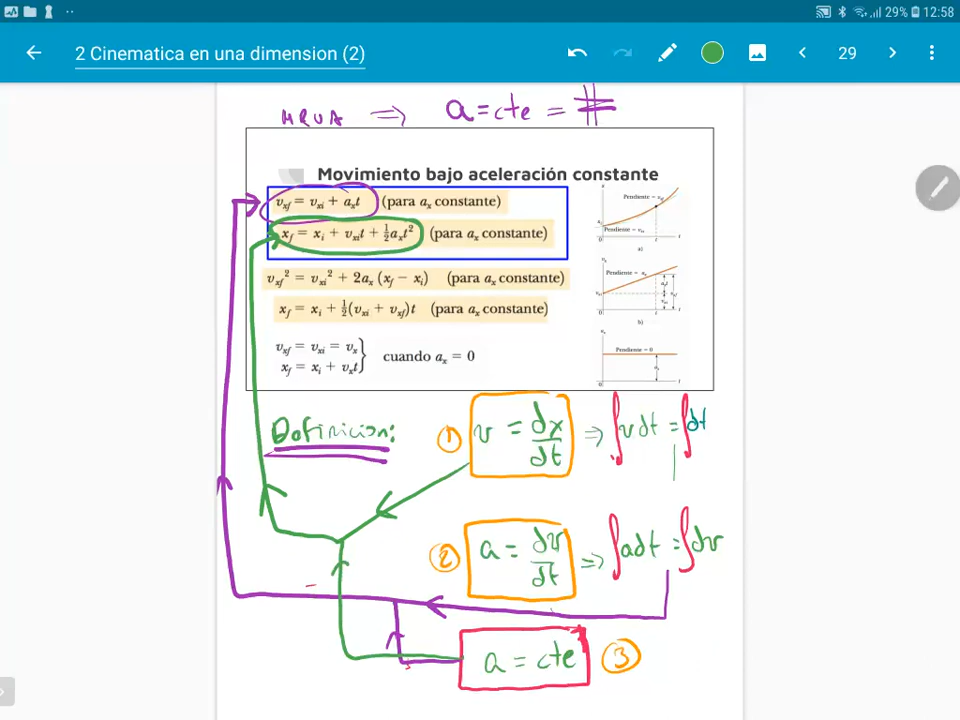 29% 12:58
2 Cinematica en una dimension (2)
29
MRUA ⇒ a = cte = #
Movimiento bajo aceleración constante
v_xf = v_xi + a_x t (para a_x constante)
x_f = x_i + v_xi t + ½ a_x t² (para a_x constante)
v_xf² = v_xi² + 2a_x (x_f − x_i) (para a_x constante)
x_f = x_i + ½(v_xi + v_xf)t (para a_x constante)
v_xf = v_xi = v_x
x_f = x_i + v_x t } cuando a_x = 0
Pendiente = v_xf
Pendiente = v_xi
a)
Pendiente = a_x
b)
Pendiente = 0
Definicion:
① v = dx/dt ⇒ ∫v dt = ∫dt
② a = dv/dt ⇒ ∫a dt = ∫dv
a = cte ③